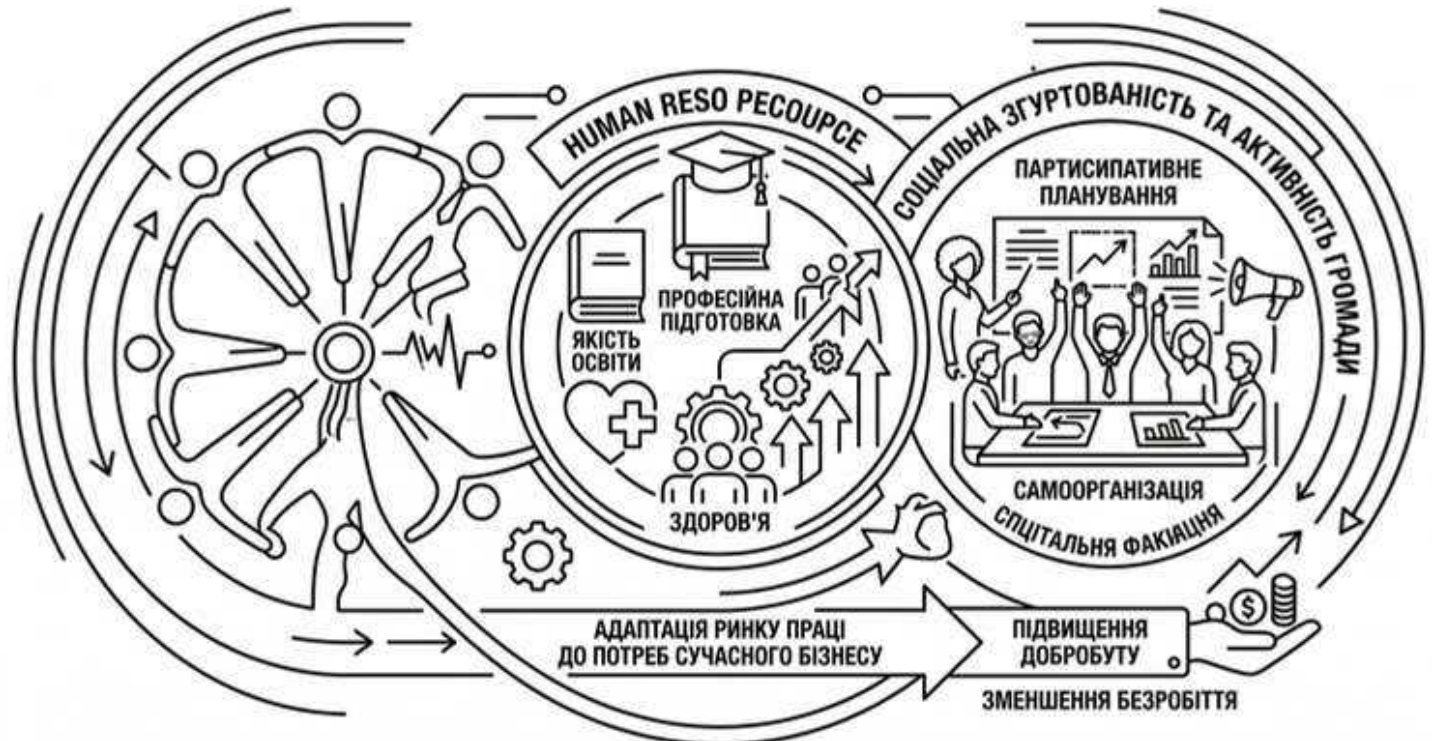 HUMAN RESO PECOUPCE
ПРОФЕСІЙНА
ПІДГОТОВКА
ЯКІСТЬ
ОСВІТИ
ЗДОРОВ'Я
СОЦІАЛЬНА ЗГУРТОВАНІСТЬ ТА АКТИВНІСТЬ ГРОМАДИ
ПАРТИСИПАТИВНЕ
ПЛАНУВАННЯ
САМООРГАНІЗАЦІЯ
СПЦІТАЛЬНЯ ФАКІАЦНЯ
АДАПТАЦІЯ РИНКУ ПРАЦІ
ДО ПОТРЕБ СУЧАСНОГО БІЗНЕСУ
ПІДВИЩЕННЯ
ДОБРОБУТУ
$
ЗМЕНШЕННЯ БЕЗРОБІТТЯ